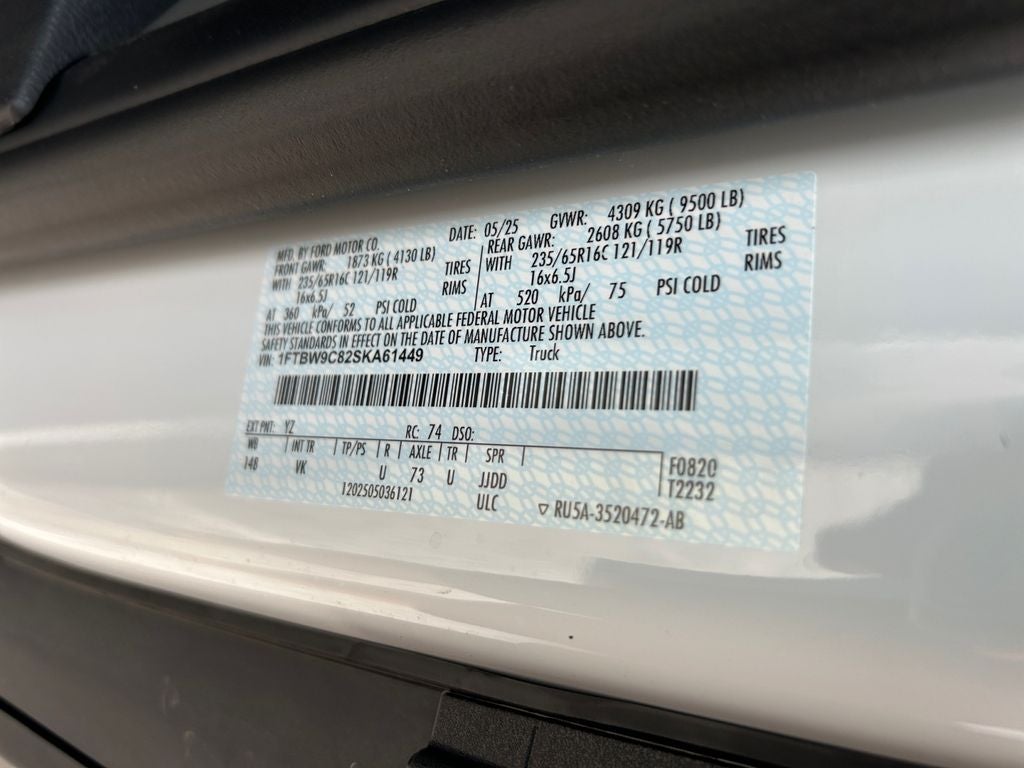 MFD. BY FORD MOTOR CO.
DATE: 05/25 GVWR: 4309 KG ( 9500 LB)
FRONT GAWR: 1873 KG ( 4130 LB)
REAR GAWR: 2608 KG ( 5750 LB)
WITH 235/65R16C 121/119R TIRES
WITH 235/65R16C 121/119R TIRES
16x6.5J RIMS
16x6.5J RIMS
AT 360 kPa/ 52 PSI COLD
AT 520 kPa/ 75 PSI COLD
THIS VEHICLE CONFORMS TO ALL APPLICABLE FEDERAL MOTOR VEHICLE
SAFETY STANDARDS IN EFFECT ON THE DATE OF MANUFACTURE SHOWN ABOVE.
VIN: 1FTBW9C82SKA61449 TYPE: Truck
EXT PNT: YZ RC: 74 DSO:
WB INT TR TP/PS R AXLE TR SPR
148 VK U 73 U JJDD
F0820
T2232
1202505036121 ULC
RU5A-3520472-AB